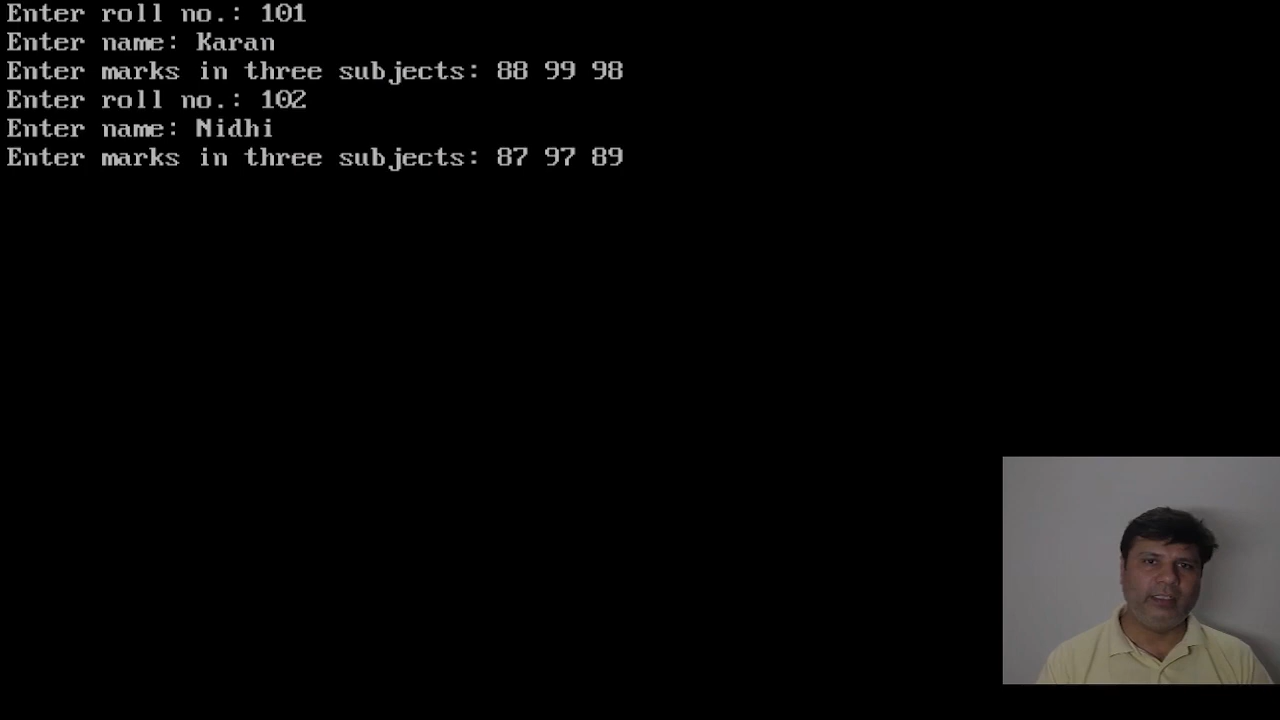 Enter roll no.: 101
Enter name: Karan
Enter marks in three subjects: 88 99 98
Enter roll no.: 102
Enter name: Nidhi
Enter marks in three subjects: 87 97 89